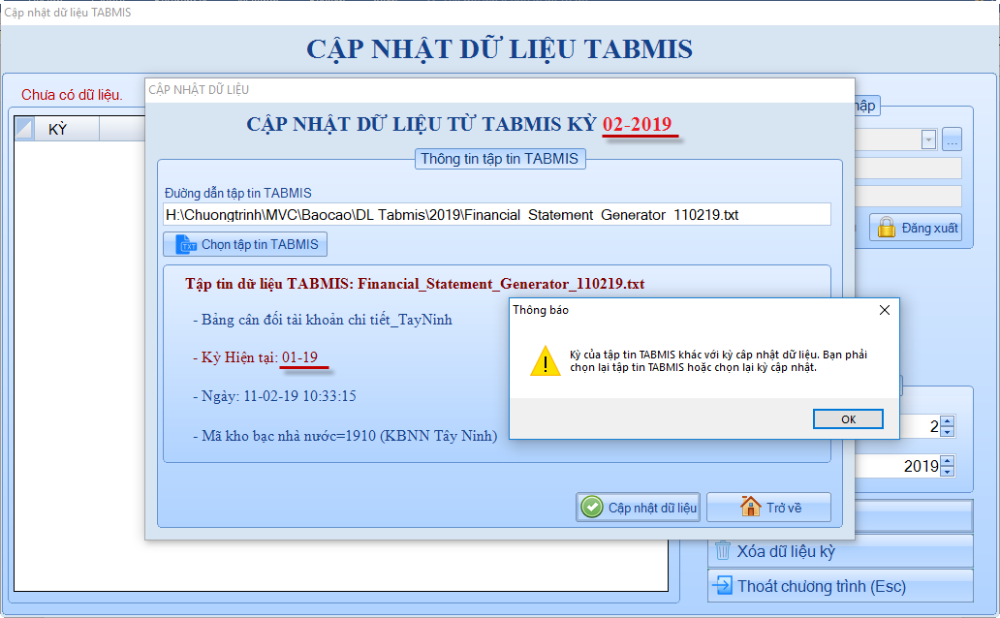 Cập nhật dữ liệu TABMIS
CẬP NHẬT DỮ LIỆU TABMIS
Chưa có dữ liệu.
KỲ
CẬP NHẬT DỮ LIỆU
CẬP NHẬT DỮ LIỆU TỪ TABMIS KỲ 02-2019
Thông tin tập tin TABMIS
Đường dẫn tập tin TABMIS
H:\Chuongtrinh\MVC\Baocao\DL Tabmis\2019\Financial_Statement_Generator_110219.txt
Chọn tập tin TABMIS
Tập tin dữ liệu TABMIS: Financial_Statement_Generator_110219.txt
- Bảng cân đối tài khoản chi tiết_TayNinh
- Kỳ Hiện tại: 01-19
- Ngày: 11-02-19 10:33:15
- Mã kho bạc nhà nước=1910 (KBNN Tây Ninh)
Cập nhật dữ liệu
Trở về
Thông báo
Kỳ của tập tin TABMIS khác với kỳ câp nhật dữ liệu. Bạn phải
chọn lại tập tin TABMIS hoặc chọn lại kỳ cập nhật.
OK
...
Đăng xuất
2
2019
Xóa dữ liệu kỳ
Thoát chương trình (Esc)